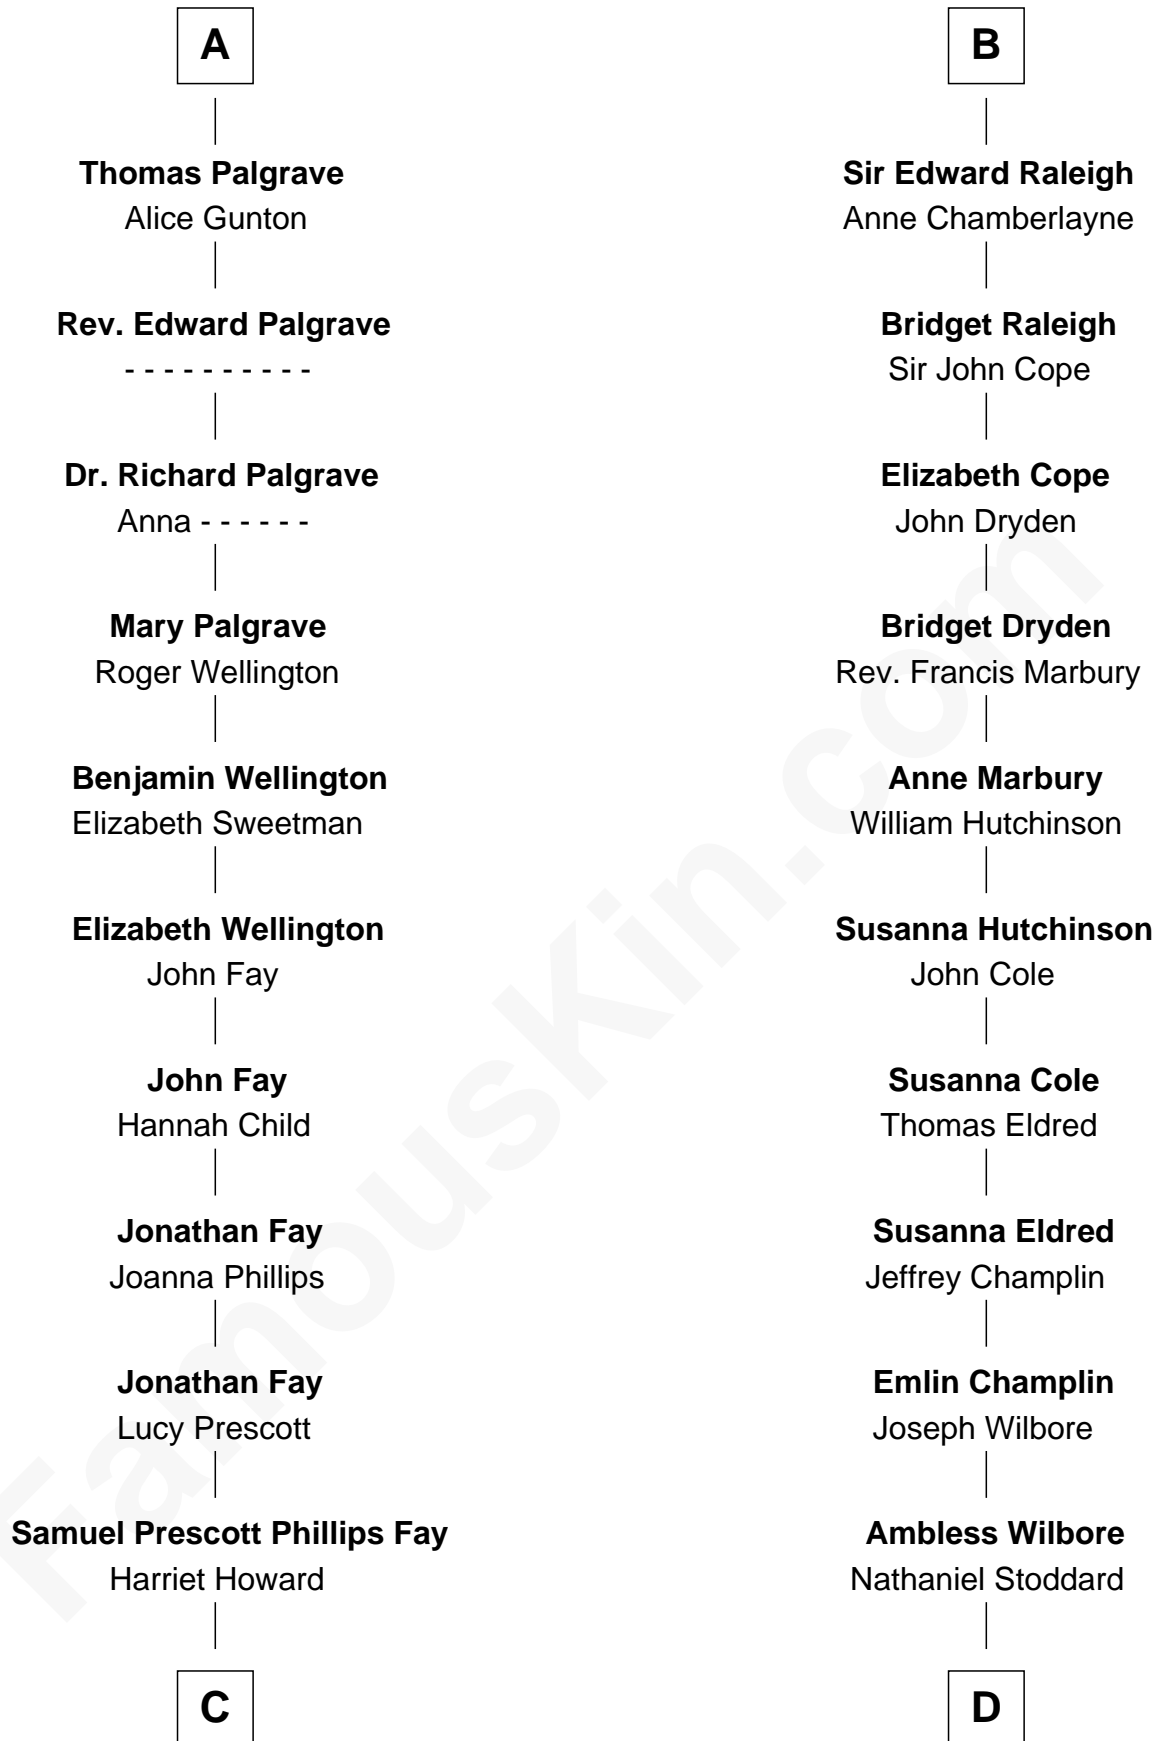 A
Thomas Palgrave
Alice Gunton
Rev. Edward Palgrave
- - - - - - - - - -
Dr. Richard Palgrave
Anna - - - - - -
Mary Palgrave
Roger Wellington
Benjamin Wellington
Elizabeth Sweetman
Elizabeth Wellington
John Fay
John Fay
Hannah Child
Jonathan Fay
Joanna Phillips
Jonathan Fay
Lucy Prescott
Samuel Prescott Phillips Fay
Harriet Howard
C
B
Sir Edward Raleigh
Anne Chamberlayne
Bridget Raleigh
Sir John Cope
Elizabeth Cope
John Dryden
Bridget Dryden
Rev. Francis Marbury
Anne Marbury
William Hutchinson
Susanna Hutchinson
John Cole
Susanna Cole
Thomas Eldred
Susanna Eldred
Jeffrey Champlin
Emlin Champlin
Joseph Wilbore
Ambless Wilbore
Nathaniel Stoddard
D
FamousKin.com